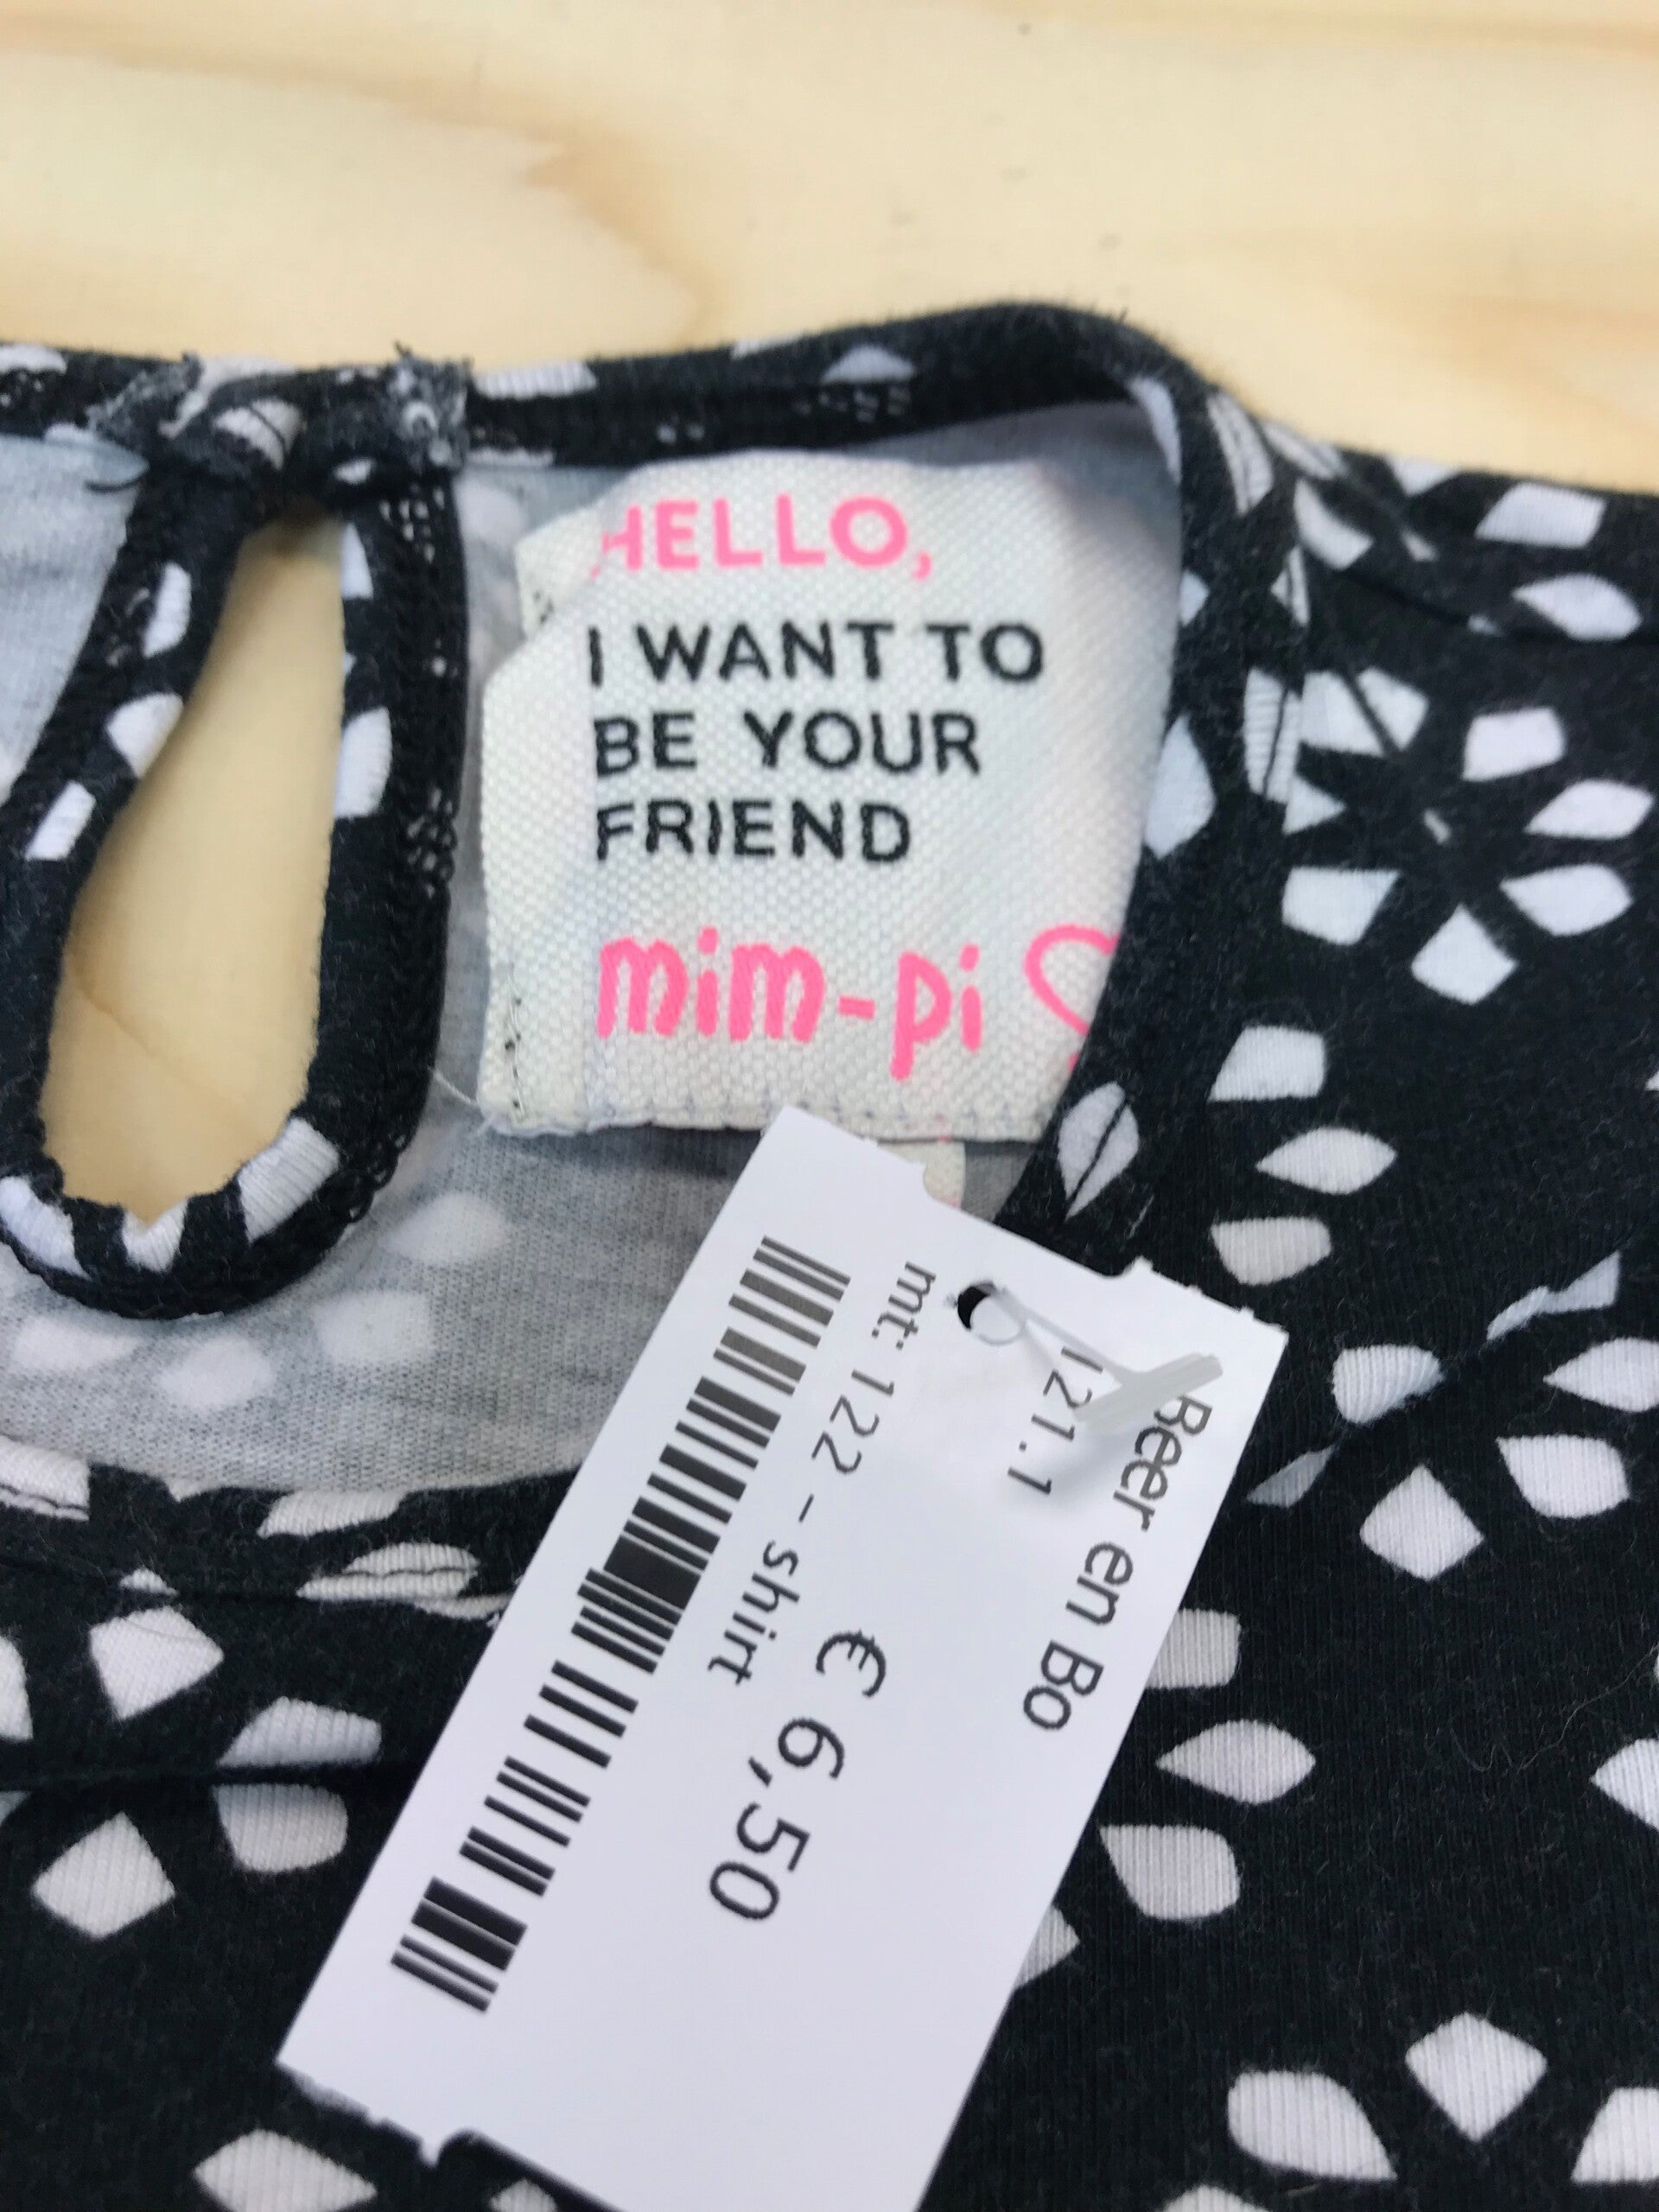 HELLO,
I WANT TO
BE YOUR
FRIEND
mim-pi
Beer en Bo
121.1
€ 6,50
mt: 122 - shirt